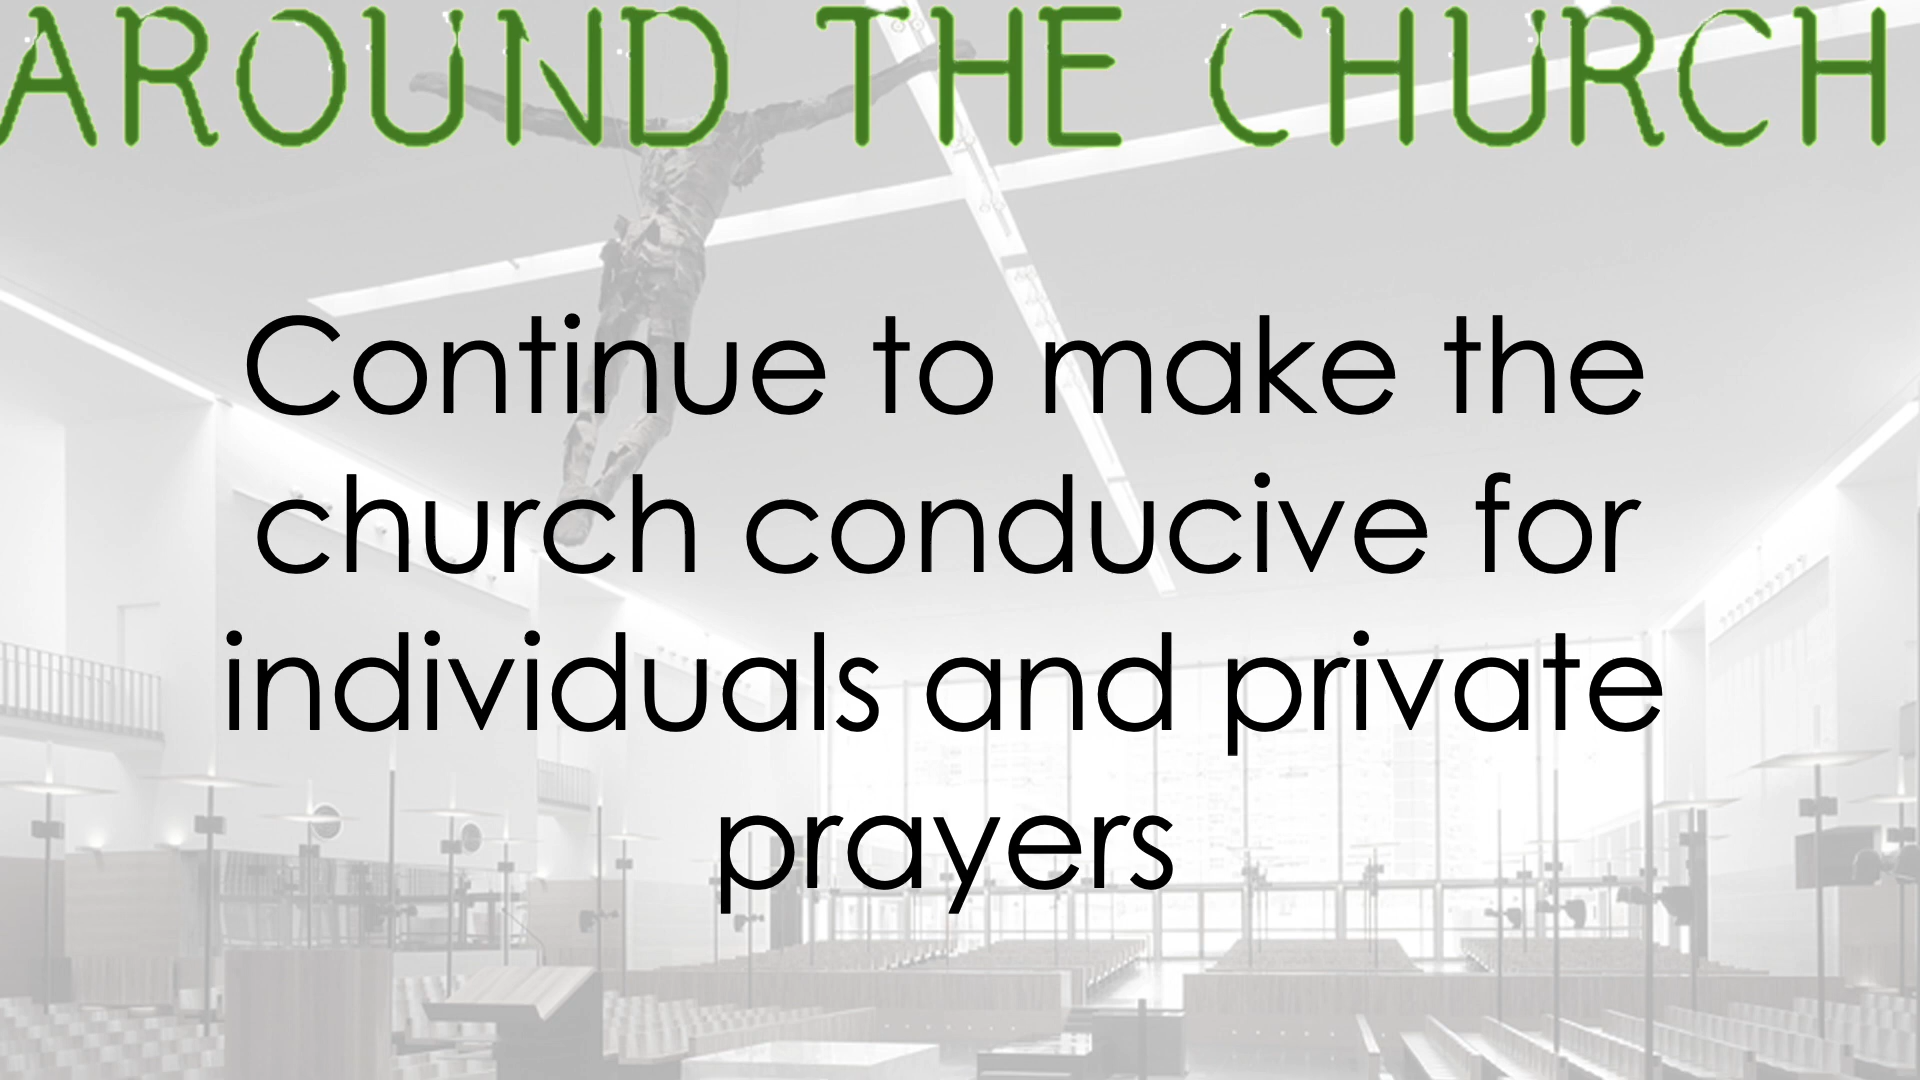 AROUND THE CHURCH
Continue to make the
church conducive for
individuals and private
prayers